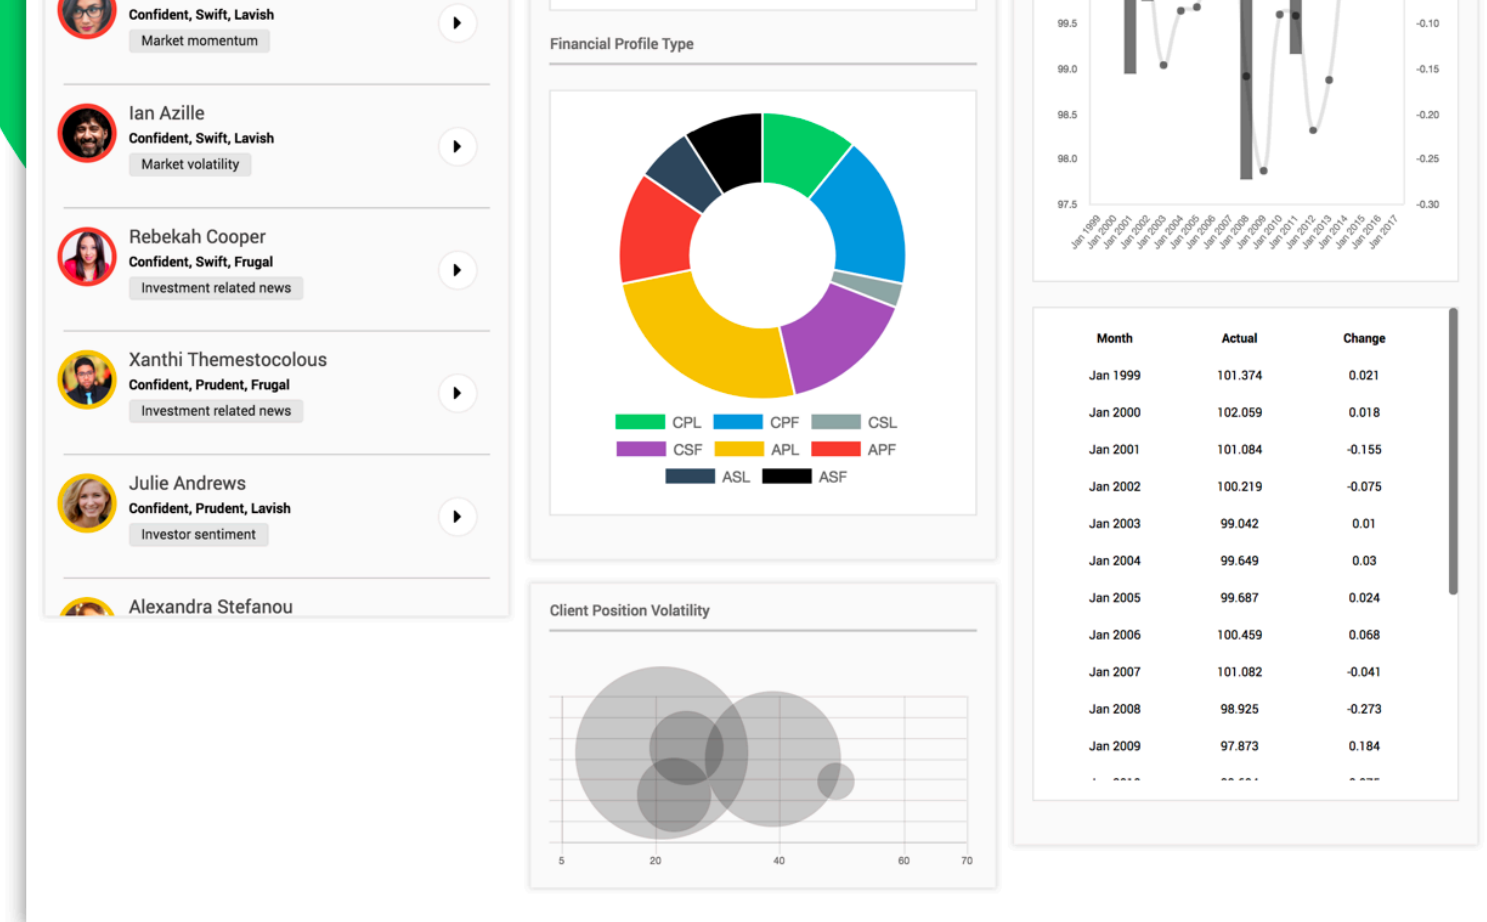 Confident, Swift, Lavish
Market momentum
Ian Azille
Confident, Swift, Lavish
Market volatility
Rebekah Cooper
Confident, Swift, Frugal
Investment related news
Xanthi Themestocolous
Confident, Prudent, Frugal
Investment related news
Julie Andrews
Confident, Prudent, Lavish
Investor sentiment
Alexandra Stefanou
Financial Profile Type
CPL CPF CSL
CSF APL APF
ASL ASF
Client Position Volatility
5 20 40 60 70
99.5 -0.10
99.0 -0.15
98.5 -0.20
98.0 -0.25
97.5 -0.30
Jan 1999 Jan 2000 Jan 2001 Jan 2002 Jan 2003 Jan 2004 Jan 2005 Jan 2006 Jan 2007 Jan 2008 Jan 2009 Jan 2010 Jan 2011 Jan 2012 Jan 2013 Jan 2014 Jan 2015 Jan 2016 Jan 2017
Month Actual Change
Jan 1999 101.374 0.021
Jan 2000 102.059 0.018
Jan 2001 101.084 -0.155
Jan 2002 100.219 -0.075
Jan 2003 99.042 0.01
Jan 2004 99.649 0.03
Jan 2005 99.687 0.024
Jan 2006 100.459 0.068
Jan 2007 101.082 -0.041
Jan 2008 98.925 -0.273
Jan 2009 97.873 0.184